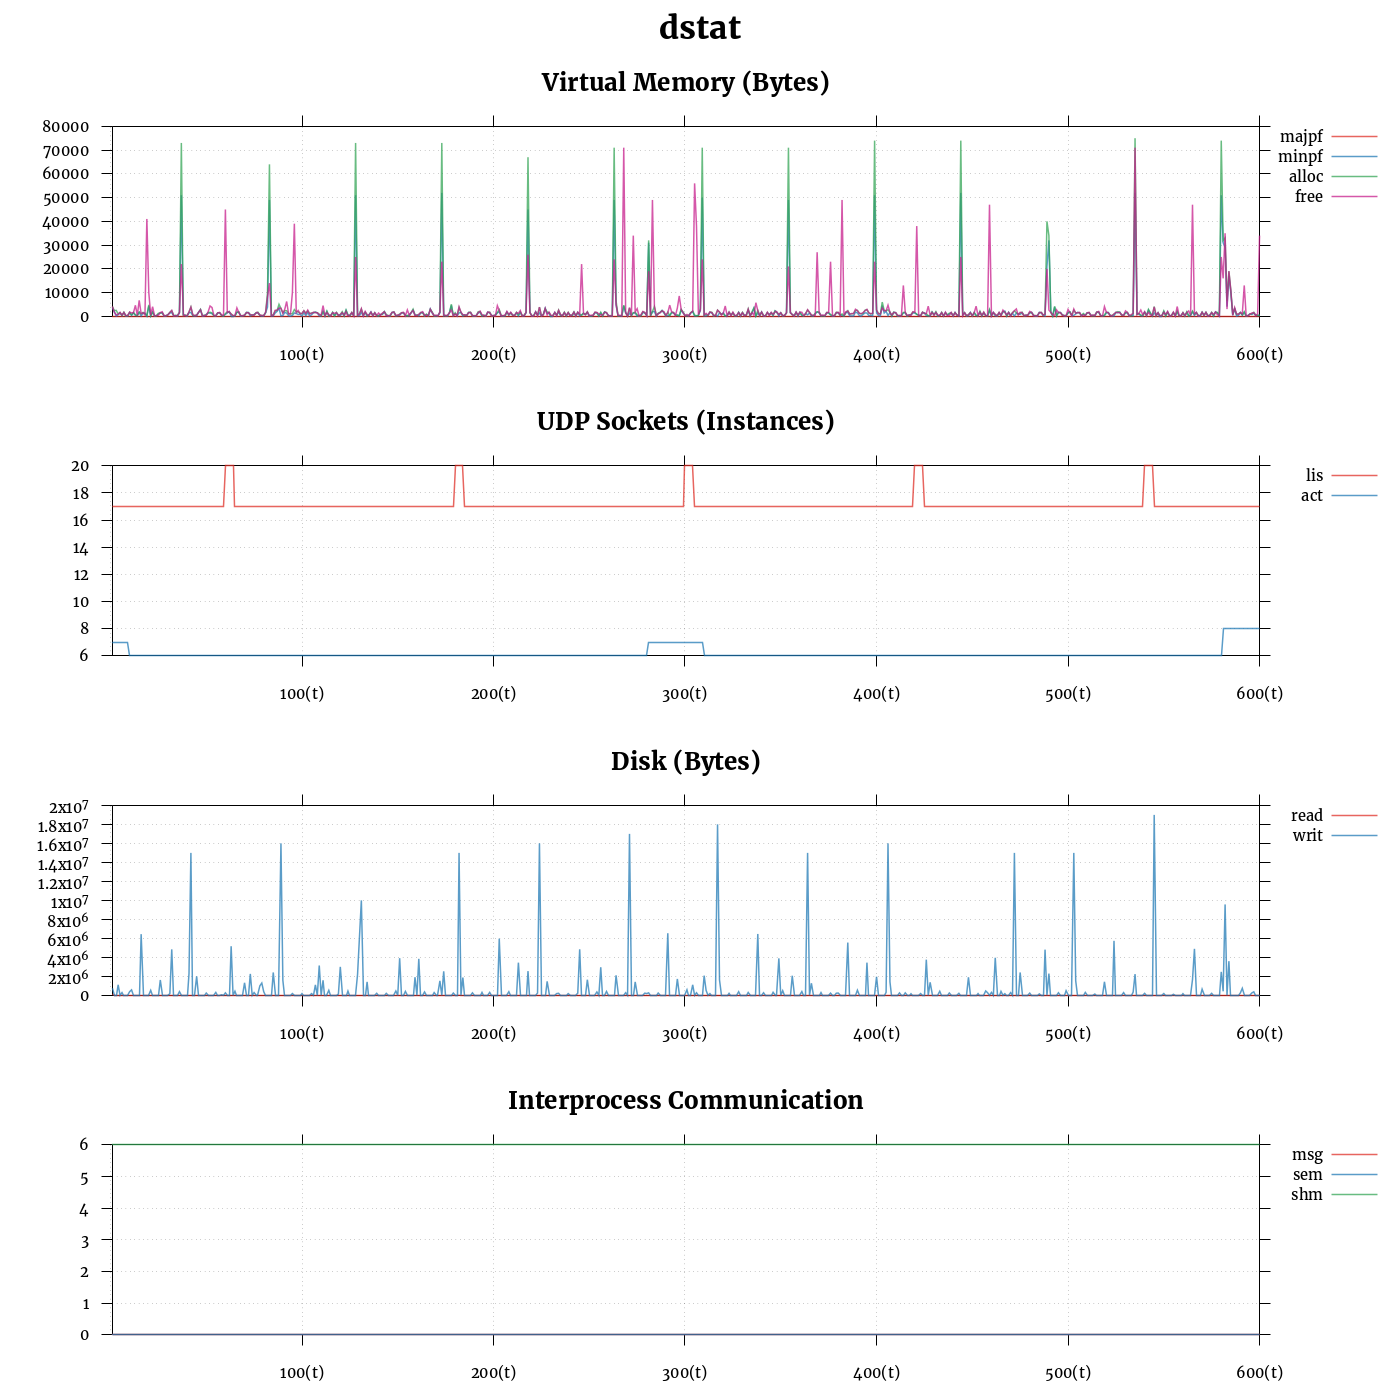 dstat
Virtual Memory (Bytes)
80000
70000
60000
50000
40000
30000
20000
10000
0
100(t) 200(t) 300(t) 400(t) 500(t) 600(t)
majpf
minpf
alloc
free
UDP Sockets (Instances)
20
18
16
14
12
10
8
6
100(t) 200(t) 300(t) 400(t) 500(t) 600(t)
lis
act
Disk (Bytes)
2x10⁷
1.8x10⁷
1.6x10⁷
1.4x10⁷
1.2x10⁷
1x10⁷
8x10⁶
6x10⁶
4x10⁶
2x10⁶
0
100(t) 200(t) 300(t) 400(t) 500(t) 600(t)
read
writ
Interprocess Communication
6
5
4
3
2
1
0
100(t) 200(t) 300(t) 400(t) 500(t) 600(t)
msg
sem
shm